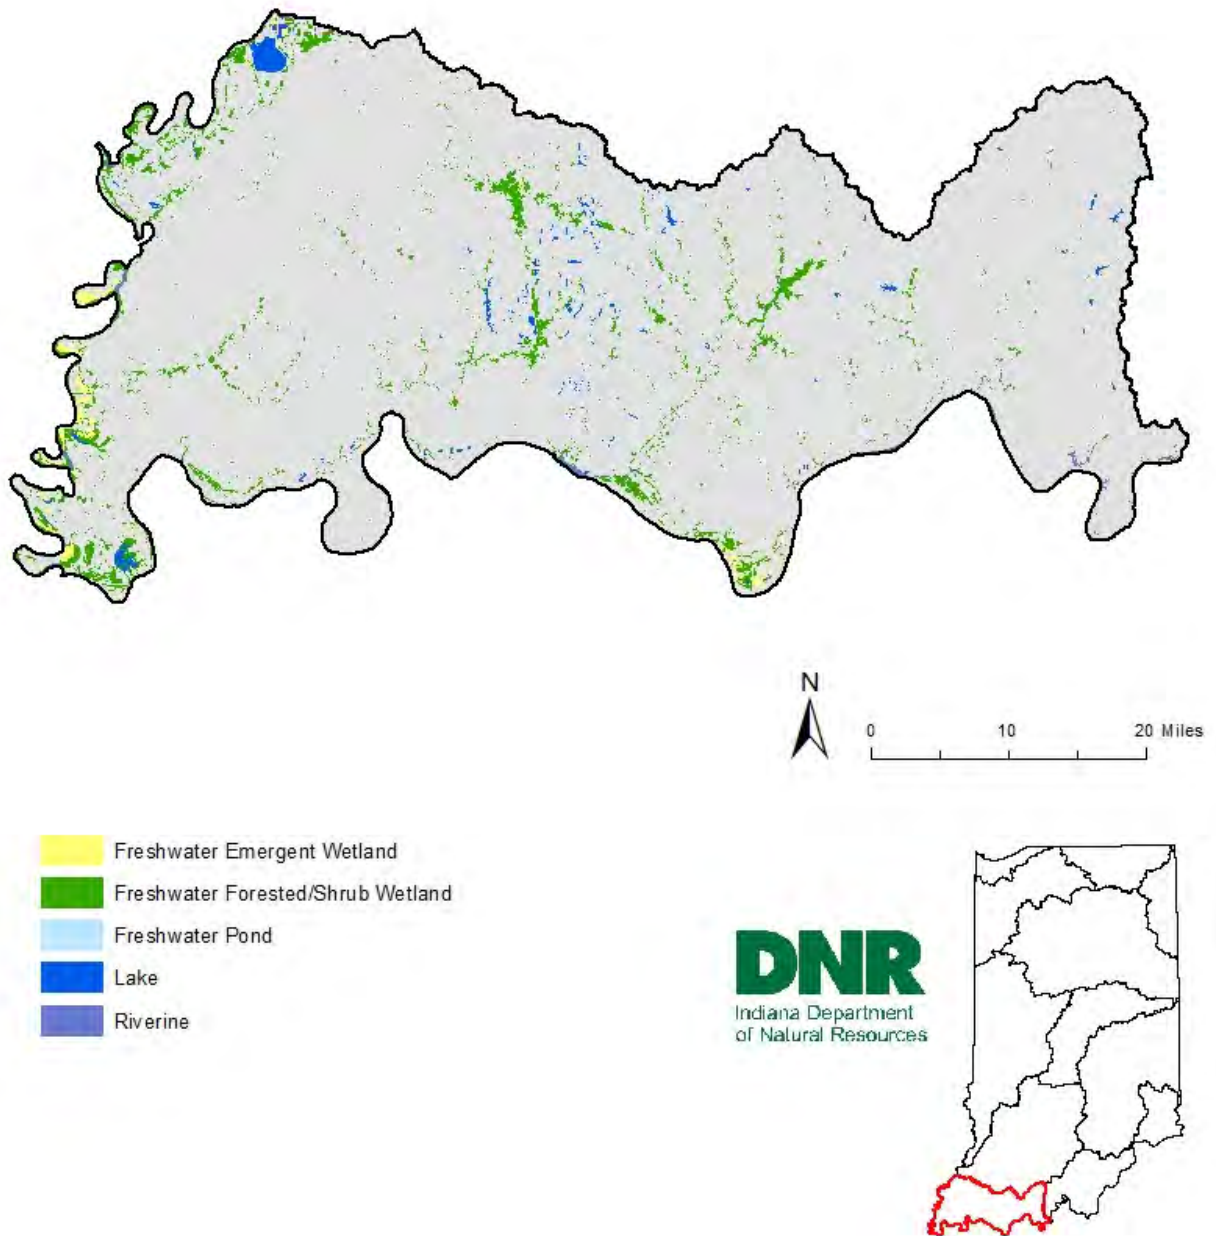 N
0 10 20 Miles
Freshwater Emergent Wetland
Freshwater Forested/Shrub Wetland
Freshwater Pond
Lake
Riverine
DNR
Indiana Department
of Natural Resources